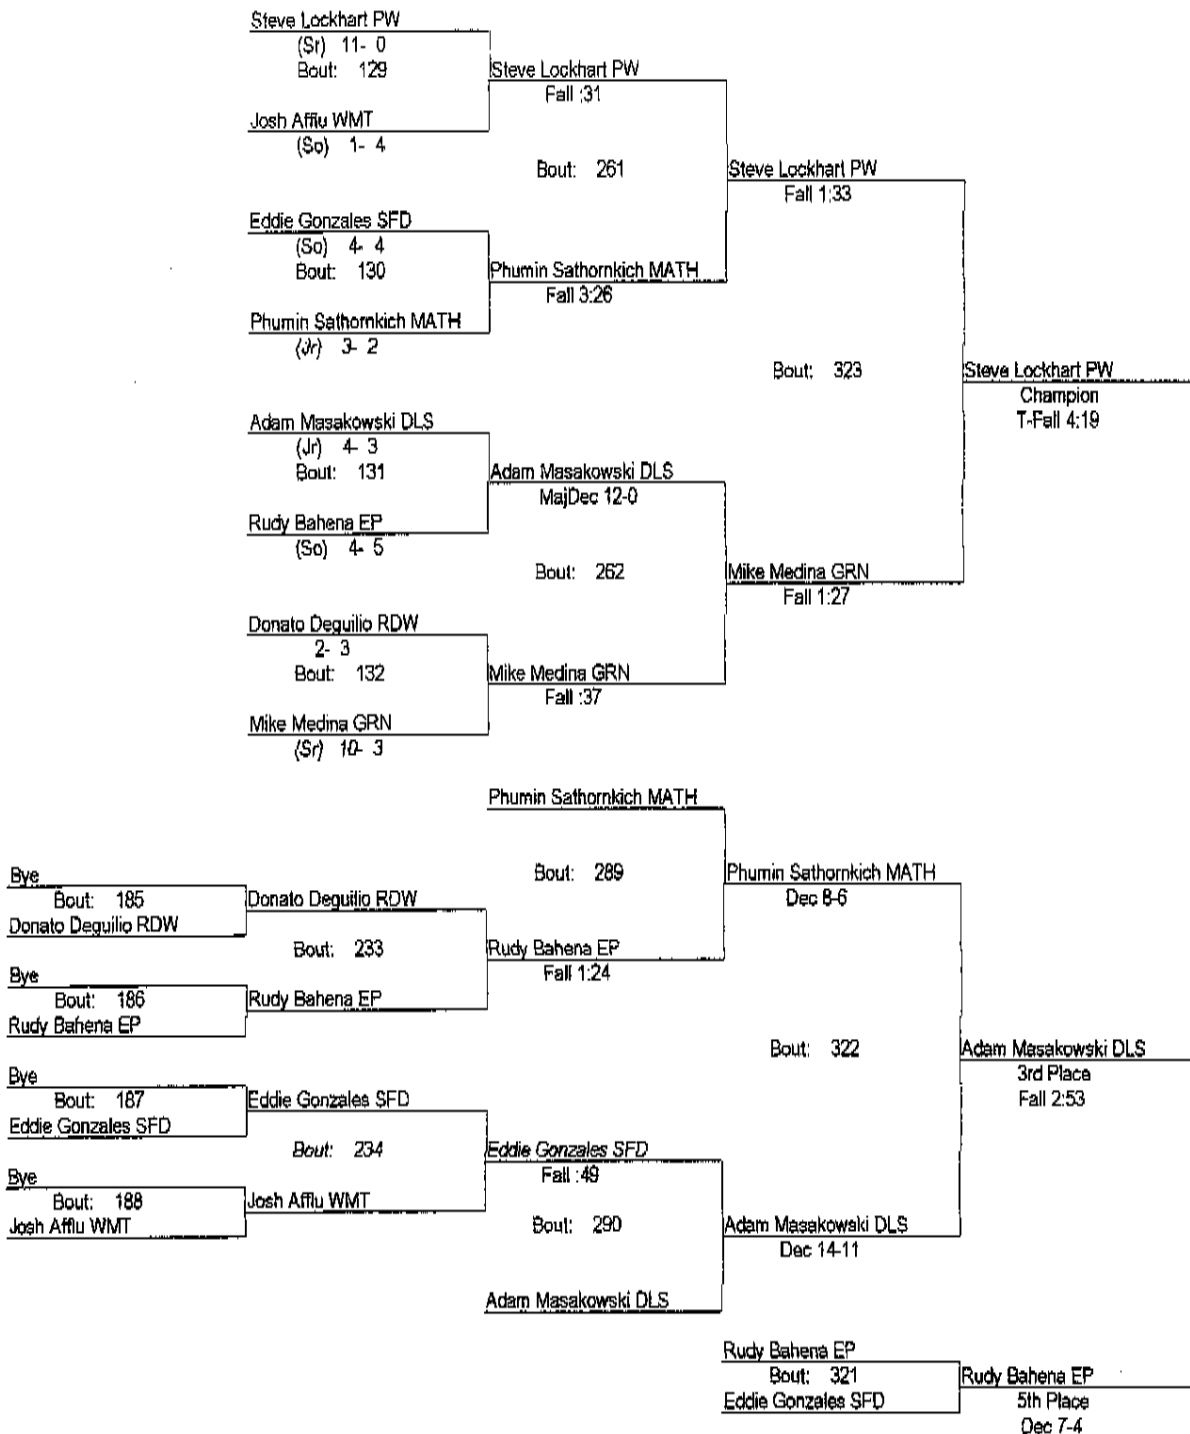 Steve Lockhart PW
(Sr) 11- 0
Bout: 129
Steve Lockhart PW
Fall :31
Josh Afflu WMT
(So) 1- 4
Bout: 261
Steve Lockhart PW
Fall 1:33
Eddie Gonzales SFD
(So) 4- 4
Bout: 130
Phumin Sathornkich MATH
Fall 3:26
Phumin Sathornkich MATH
(Jr) 3- 2
Bout: 323
Steve Lockhart PW
Champion
T-Fall 4:19
Adam Masakowski DLS
(Jr) 4- 3
Bout: 131
Adam Masakowski DLS
MajDec 12-0
Rudy Bahena EP
(So) 4- 5
Bout: 262
Mike Medina GRN
Fall 1:27
Donato Deguilio RDW
2- 3
Bout: 132
Mike Medina GRN
Fall :37
Mike Medina GRN
(Sr) 10- 3
Phumin Sathornkich MATH
Bout: 289
Phumin Sathornkich MATH
Dec 8-6
Bye
Bout: 185
Donato Deguilio RDW
Donato Deguilio RDW
Bout: 233
Rudy Bahena EP
Fall 1:24
Bye
Bout: 186
Rudy Bahena EP
Rudy Bahena EP
Bout: 322
Adam Masakowski DLS
3rd Place
Fall 2:53
Bye
Bout: 187
Eddie Gonzales SFD
Eddie Gonzales SFD
Bout: 234
Eddie Gonzales SFD
Fall :49
Bye
Bout: 188
Josh Afflu WMT
Josh Afflu WMT
Bout: 290
Adam Masakowski DLS
Dec 14-11
Adam Masakowski DLS
Rudy Bahena EP
Bout: 321
Eddie Gonzales SFD
Rudy Bahena EP
5th Place
Dec 7-4